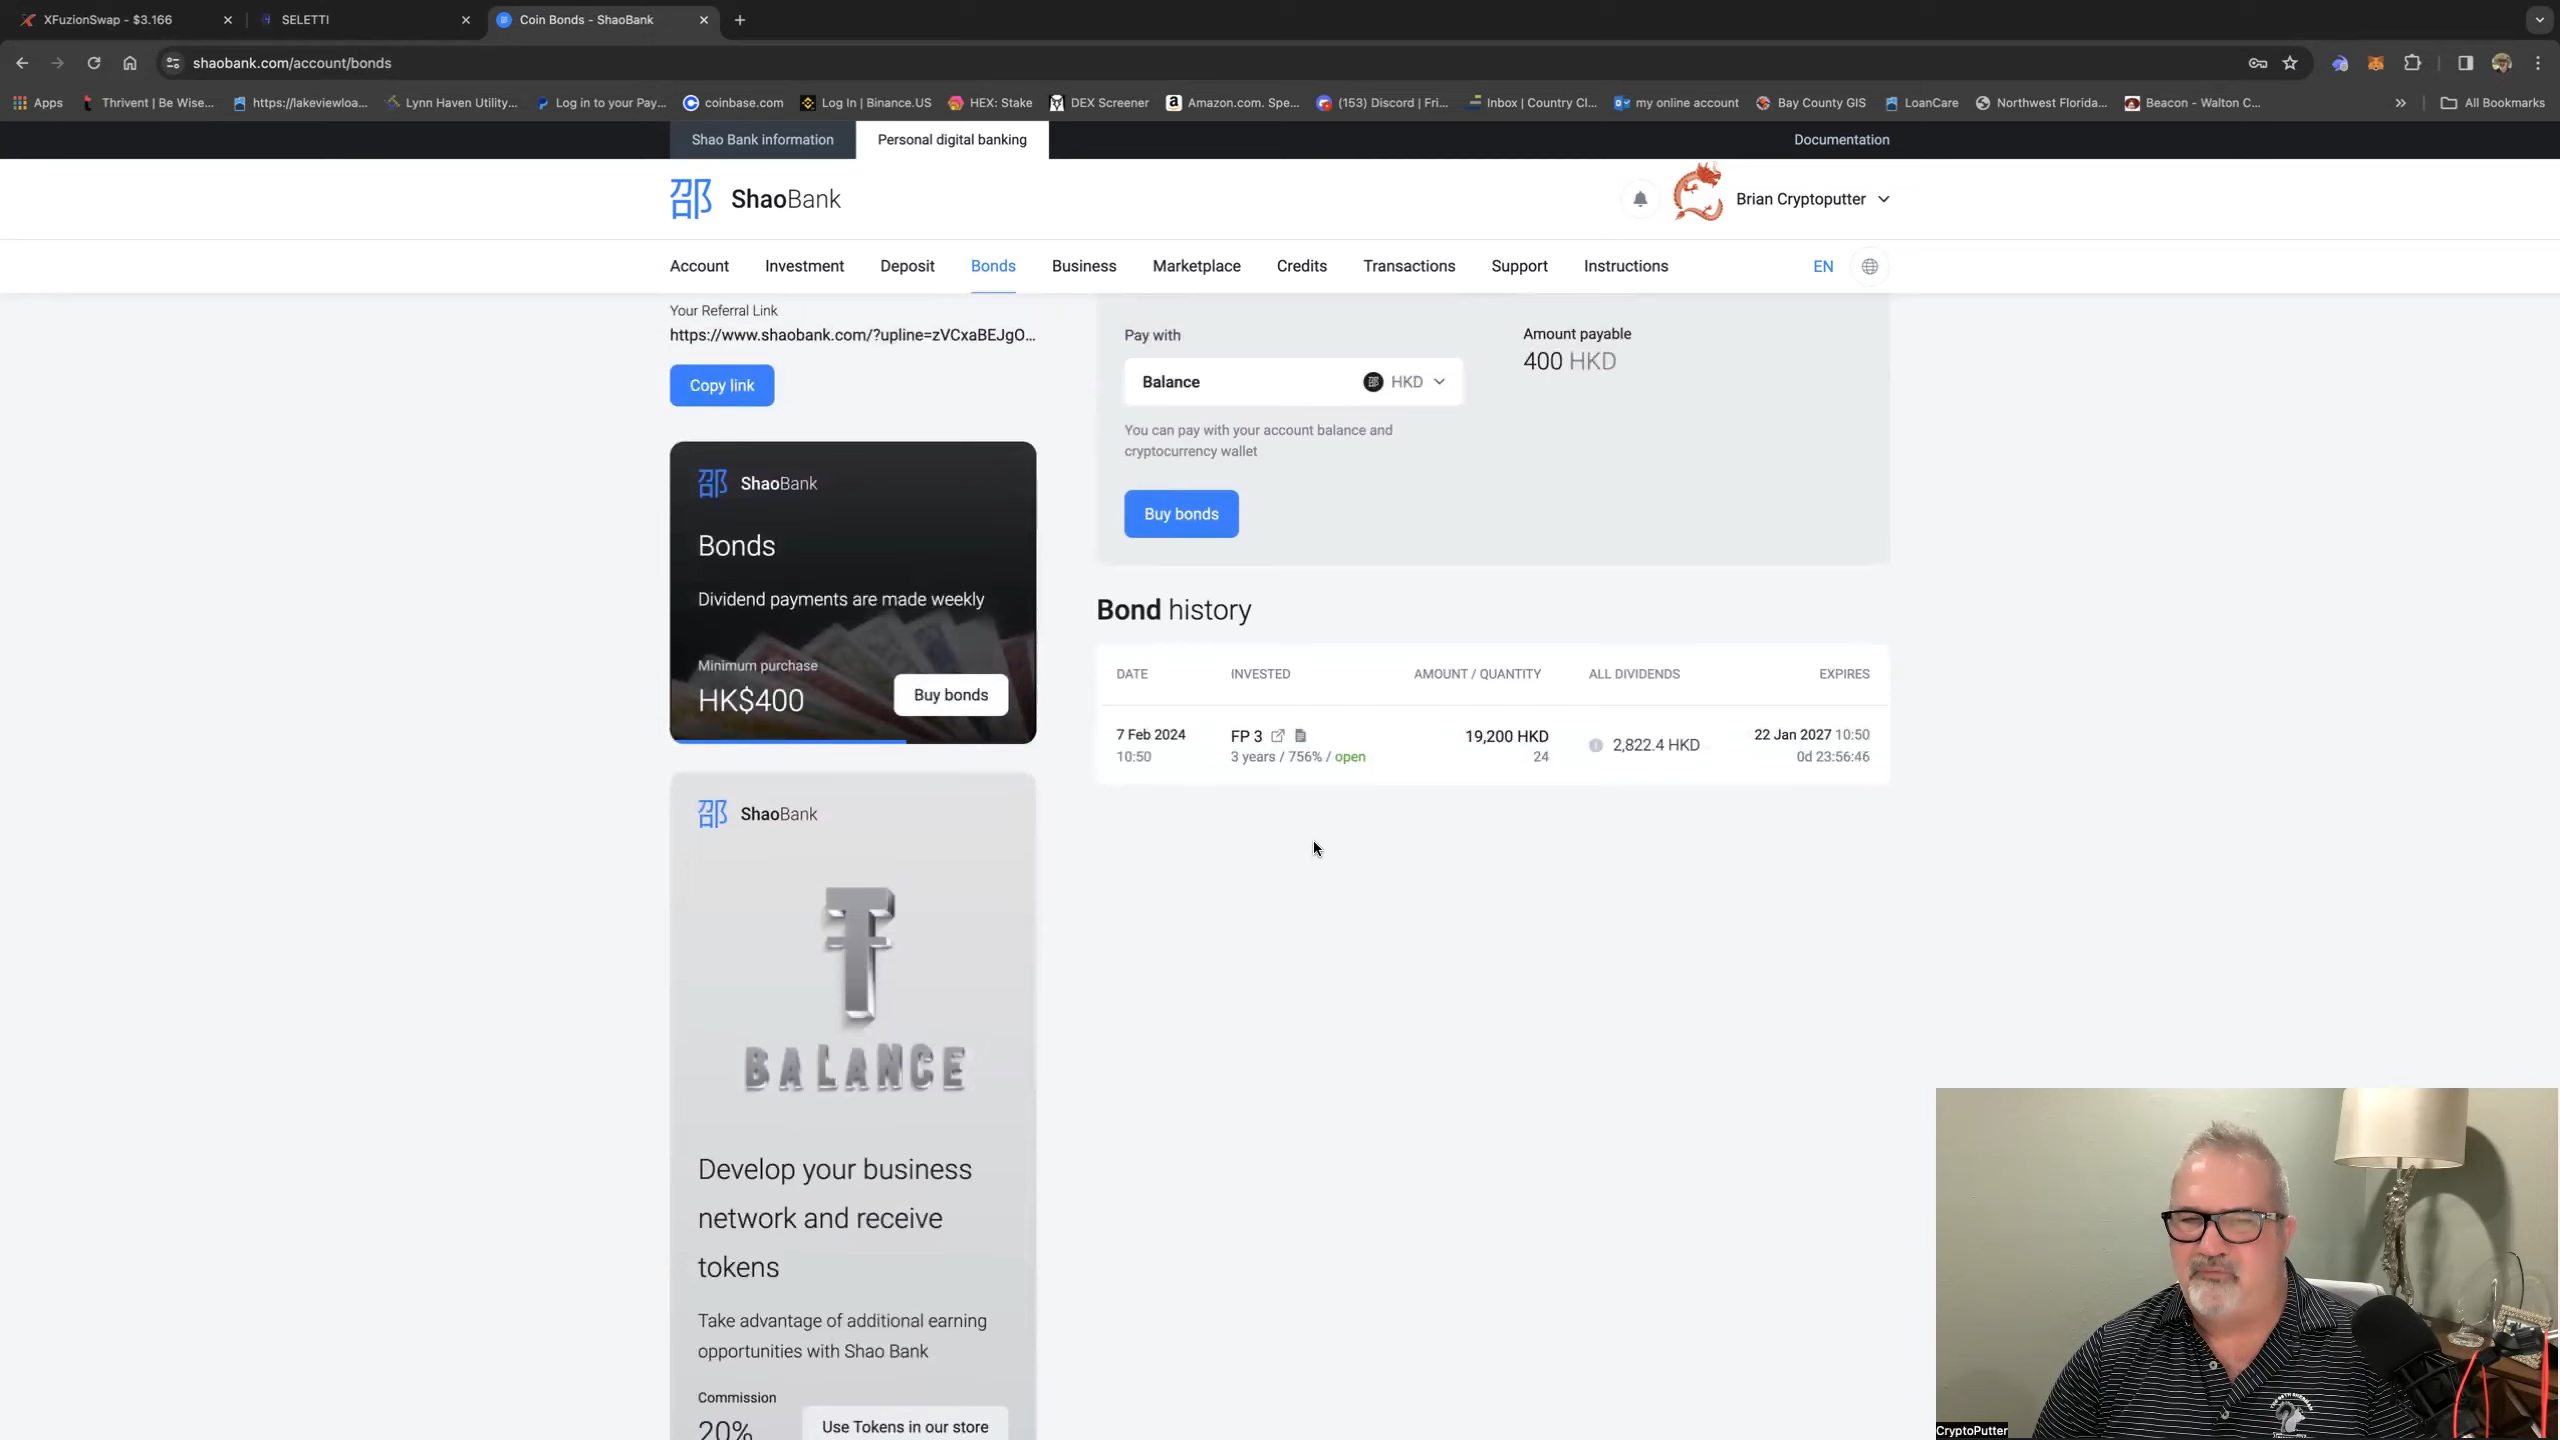 XFuzionSwap - $3.166
SELETTI
Coin Bonds - ShaoBank
shaobank.com/account/bonds
Apps
Thrivent | Be Wise...
https://lakeviewloa...
Lynn Haven Utility...
Log in to your Pay...
coinbase.com
Log In | Binance.US
HEX: Stake
DEX Screener
Amazon.com. Spe...
(153) Discord | Fri...
Inbox | Country Cl...
my online account
Bay County GIS
LoanCare
Northwest Florida...
Beacon - Walton C...
All Bookmarks
Shao Bank information
Personal digital banking
Documentation
邵 ShaoBank
Brian Cryptoputter
Account
Investment
Deposit
Bonds
Business
Marketplace
Credits
Transactions
Support
Instructions
EN
Your Referral Link
https://www.shaobank.com/?upline=zVCxaBEJgO...
Copy link
邵 ShaoBank
Bonds
Dividend payments are made weekly
Minimum purchase
HK$400
Buy bonds
邵 ShaoBank
BALANCE
Develop your business
network and receive
tokens
Take advantage of additional earning
opportunities with Shao Bank
Commission
20%
Use Tokens in our store
Pay with
Balance
HKD
Amount payable
400 HKD
You can pay with your account balance and
cryptocurrency wallet
Buy bonds
Bond history
DATE INVESTED AMOUNT / QUANTITY ALL DIVIDENDS EXPIRES
7 Feb 2024 FP 3 19,200 HKD 2,822.4 HKD 22 Jan 2027 10:50
10:50 3 years / 756% / open 24 0d 23:56:46
CryptoPutter